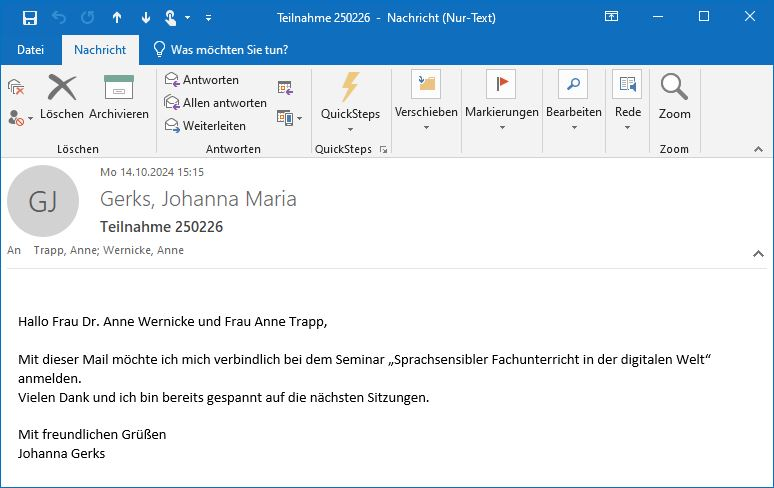 Teilnahme 250226 - Nachricht (Nur-Text)
Datei
Nachricht
Was möchten Sie tun?
Löschen
Archivieren
Löschen
Antworten
Allen antworten
Weiterleiten
Antworten
QuickSteps
QuickSteps
Verschieben
Markierungen
Bearbeiten
Rede
Zoom
Zoom
GJ
Mo 14.10.2024 15:15
Gerks, Johanna Maria
Teilnahme 250226
An Trapp, Anne; Wernicke, Anne
Hallo Frau Dr. Anne Wernicke und Frau Anne Trapp,
Mit dieser Mail möchte ich mich verbindlich bei dem Seminar „Sprachsensibler Fachunterricht in der digitalen Welt“
anmelden.
Vielen Dank und ich bin bereits gespannt auf die nächsten Sitzungen.
Mit freundlichen Grüßen
Johanna Gerks